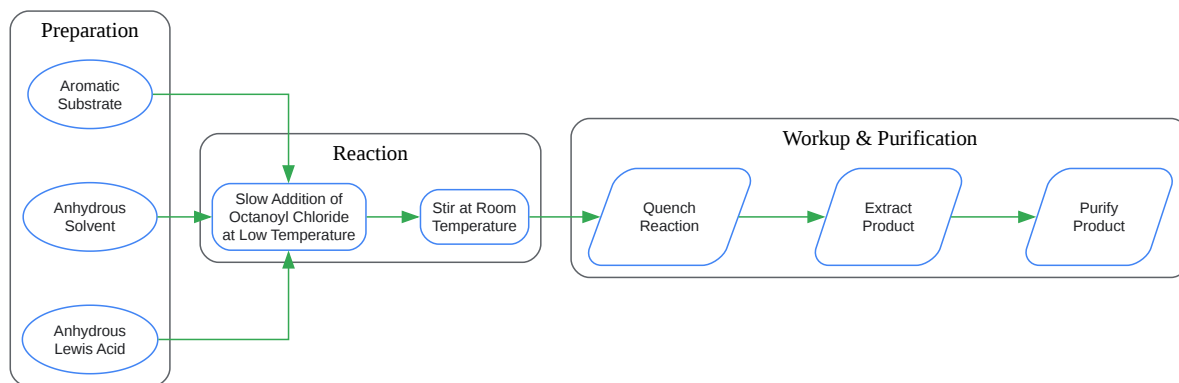 Preparation
Aromatic
Substrate
Anhydrous
Solvent
Anhydrous
Lewis Acid
Reaction
Slow Addition of
Octanoyl Chloride
at Low Temperature
Stir at Room
Temperature
Workup & Purification
Quench
Reaction
Extract
Product
Purify
Product